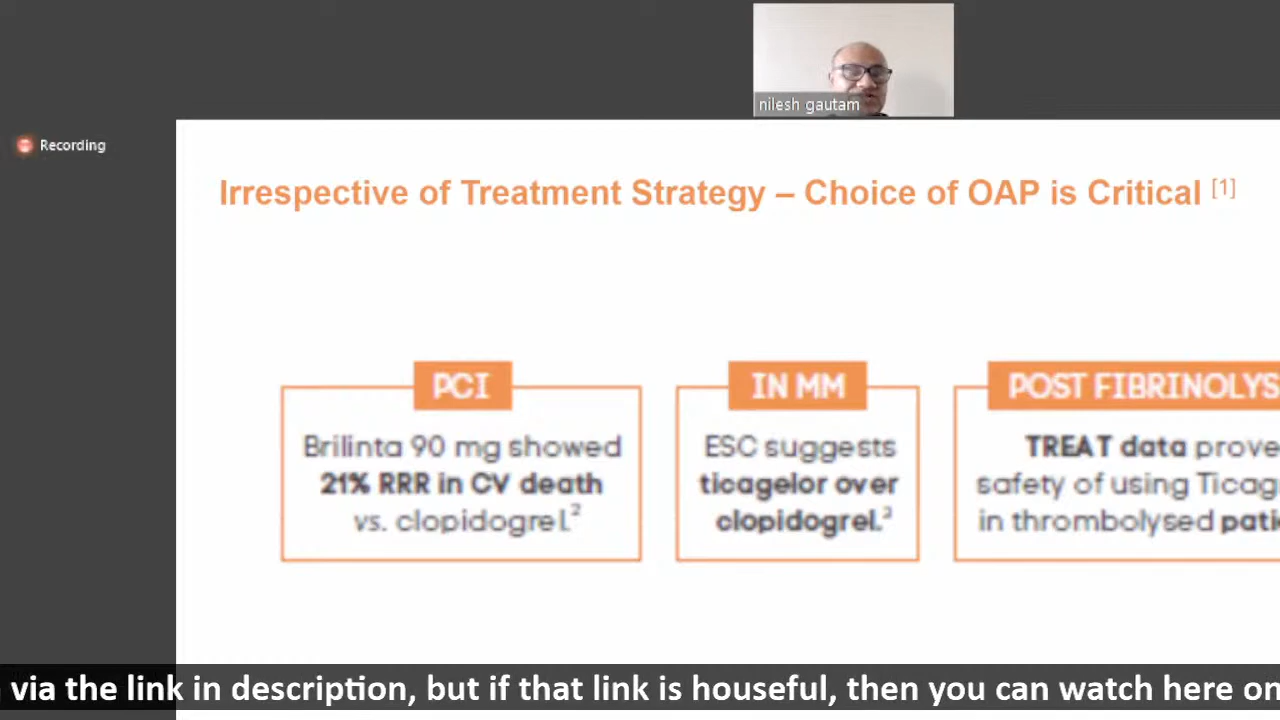 nilesh gautam
Recording
Irrespective of Treatment Strategy – Choice of OAP is Critical [1]
PCI
Brilinta 90 mg showed
21% RRR in CV death
vs. clopidogrel.2
IN MM
ESC suggests
ticagelor over
clopidogrel.3
POST FIBRINOLYS
TREAT data prove
safety of using Ticag
in thrombolysed pati
via the link in description, but if that link is houseful, then you can watch here on